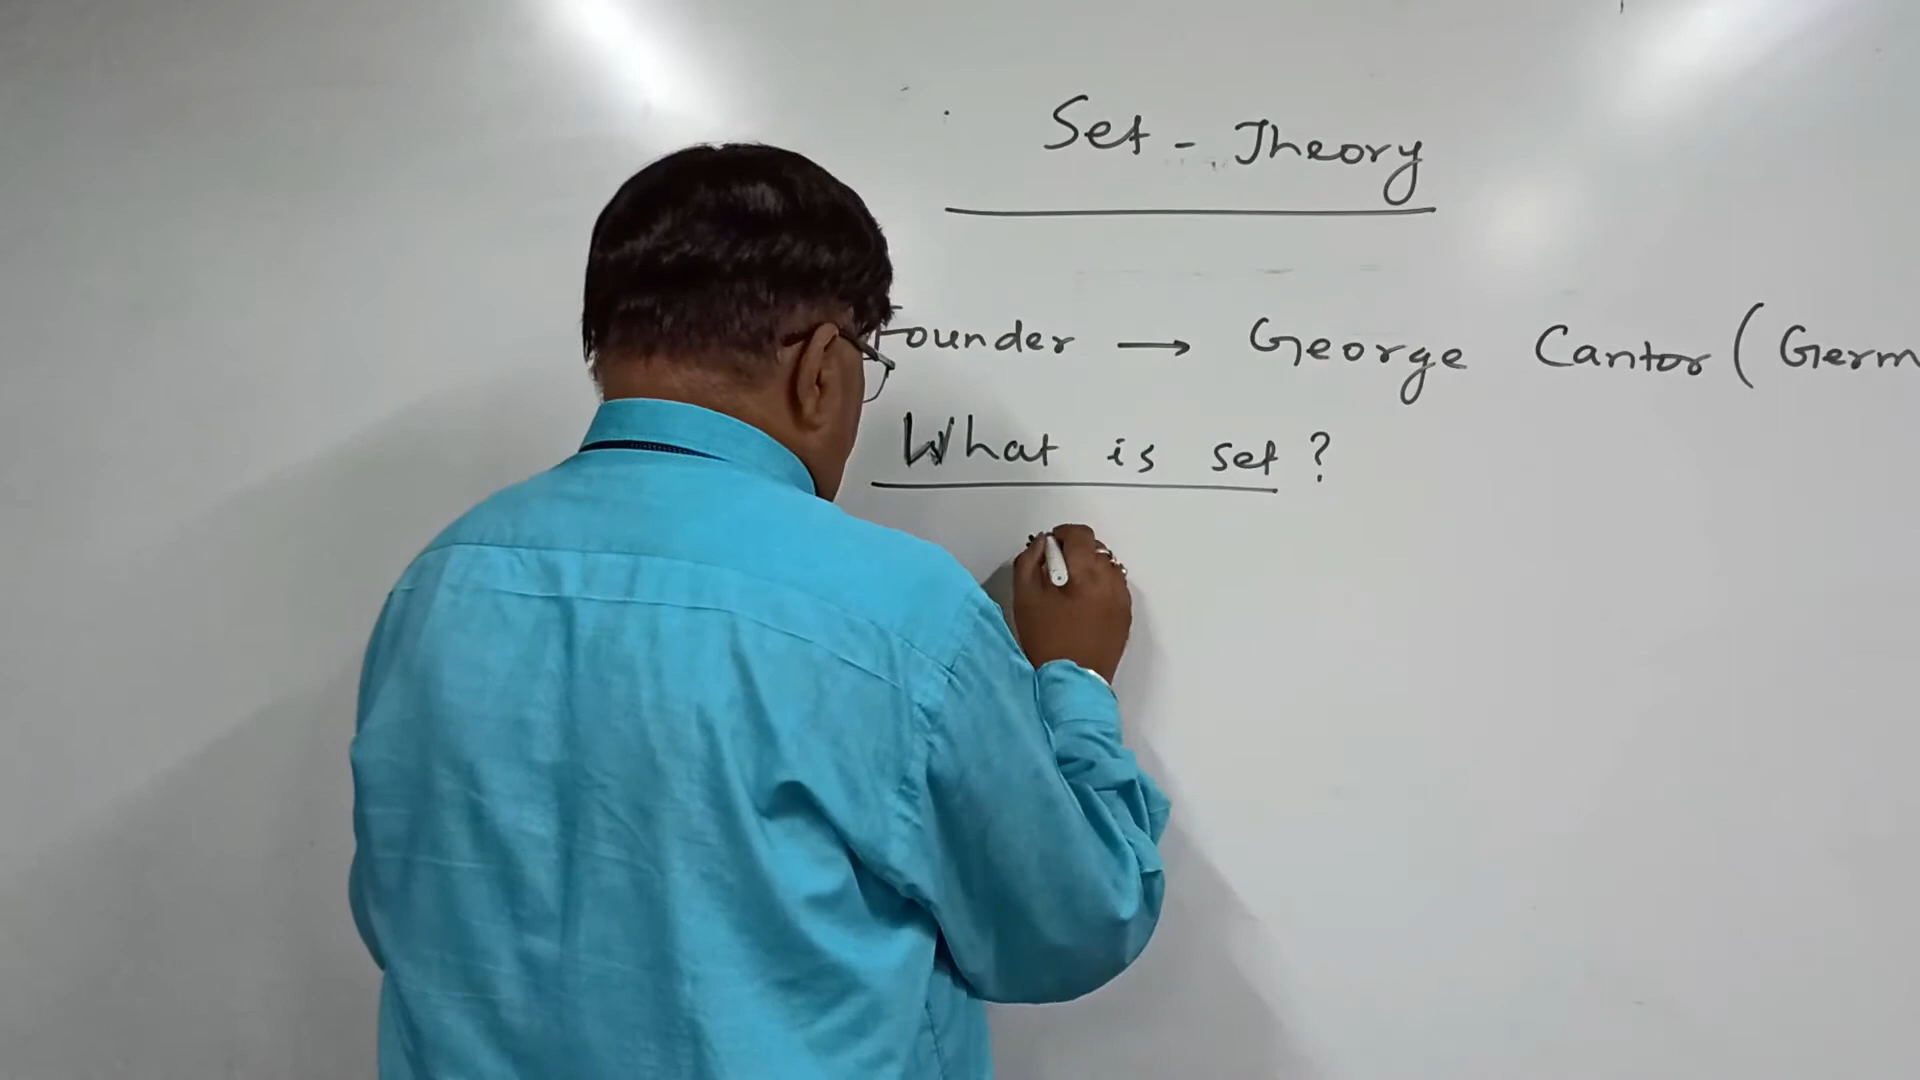 Set - Theory
Founder → George Cantor (Germ
What is set ?